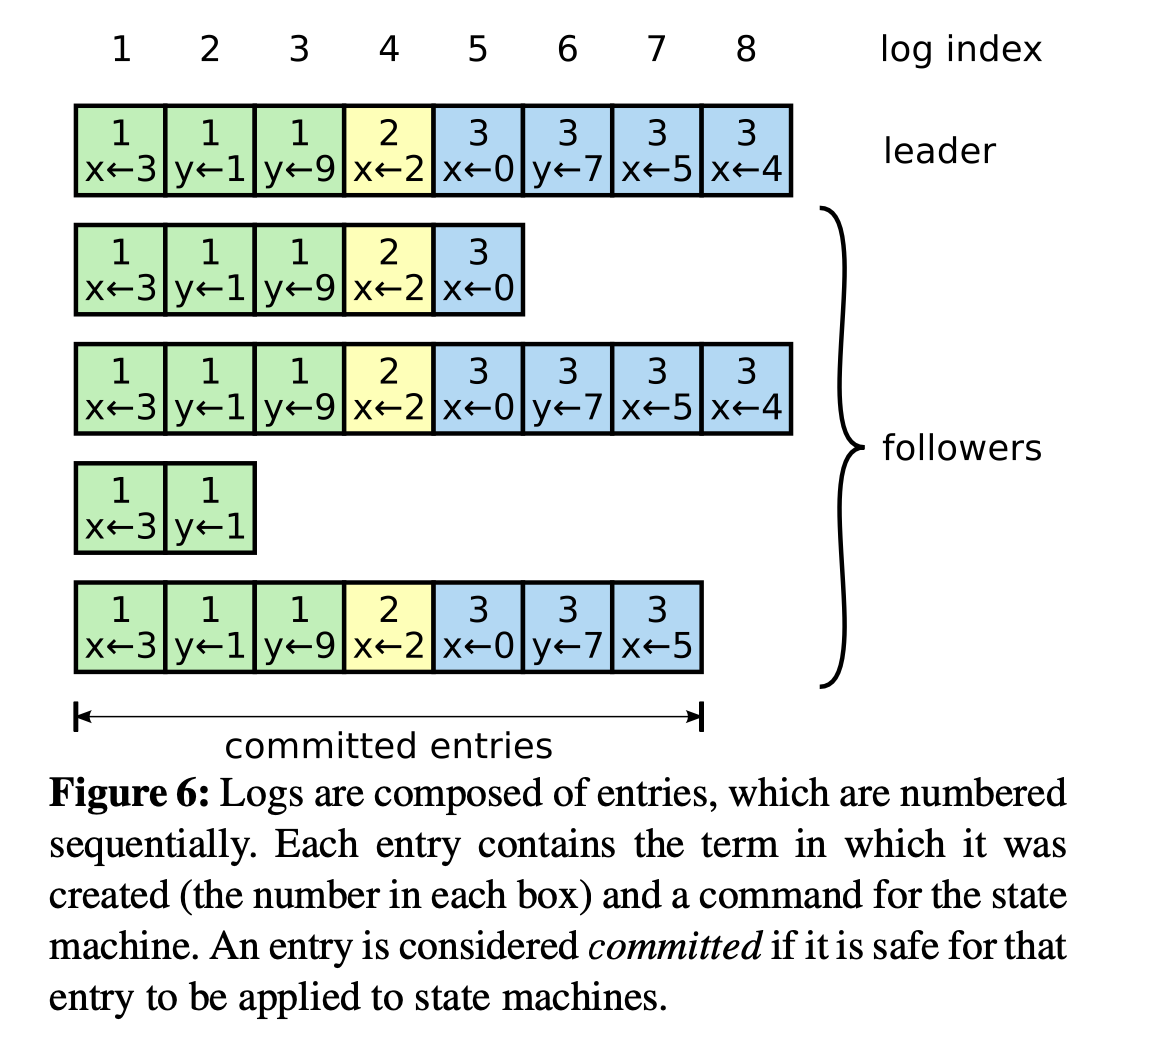 1 2 3 4 5 6 7 8 log index
1 1 1 2 3 3 3 3
x←3 y←1 y←9 x←2 x←0 y←7 x←5 x←4
leader
1 1 1 2 3
x←3 y←1 y←9 x←2 x←0
1 1 1 2 3 3 3 3
x←3 y←1 y←9 x←2 x←0 y←7 x←5 x←4
followers
1 1
x←3 y←1
1 1 1 2 3 3 3
x←3 y←1 y←9 x←2 x←0 y←7 x←5
committed entries
Figure 6: Logs are composed of entries, which are numbered
sequentially. Each entry contains the term in which it was
created (the number in each box) and a command for the state
machine. An entry is considered committed if it is safe for that
entry to be applied to state machines.